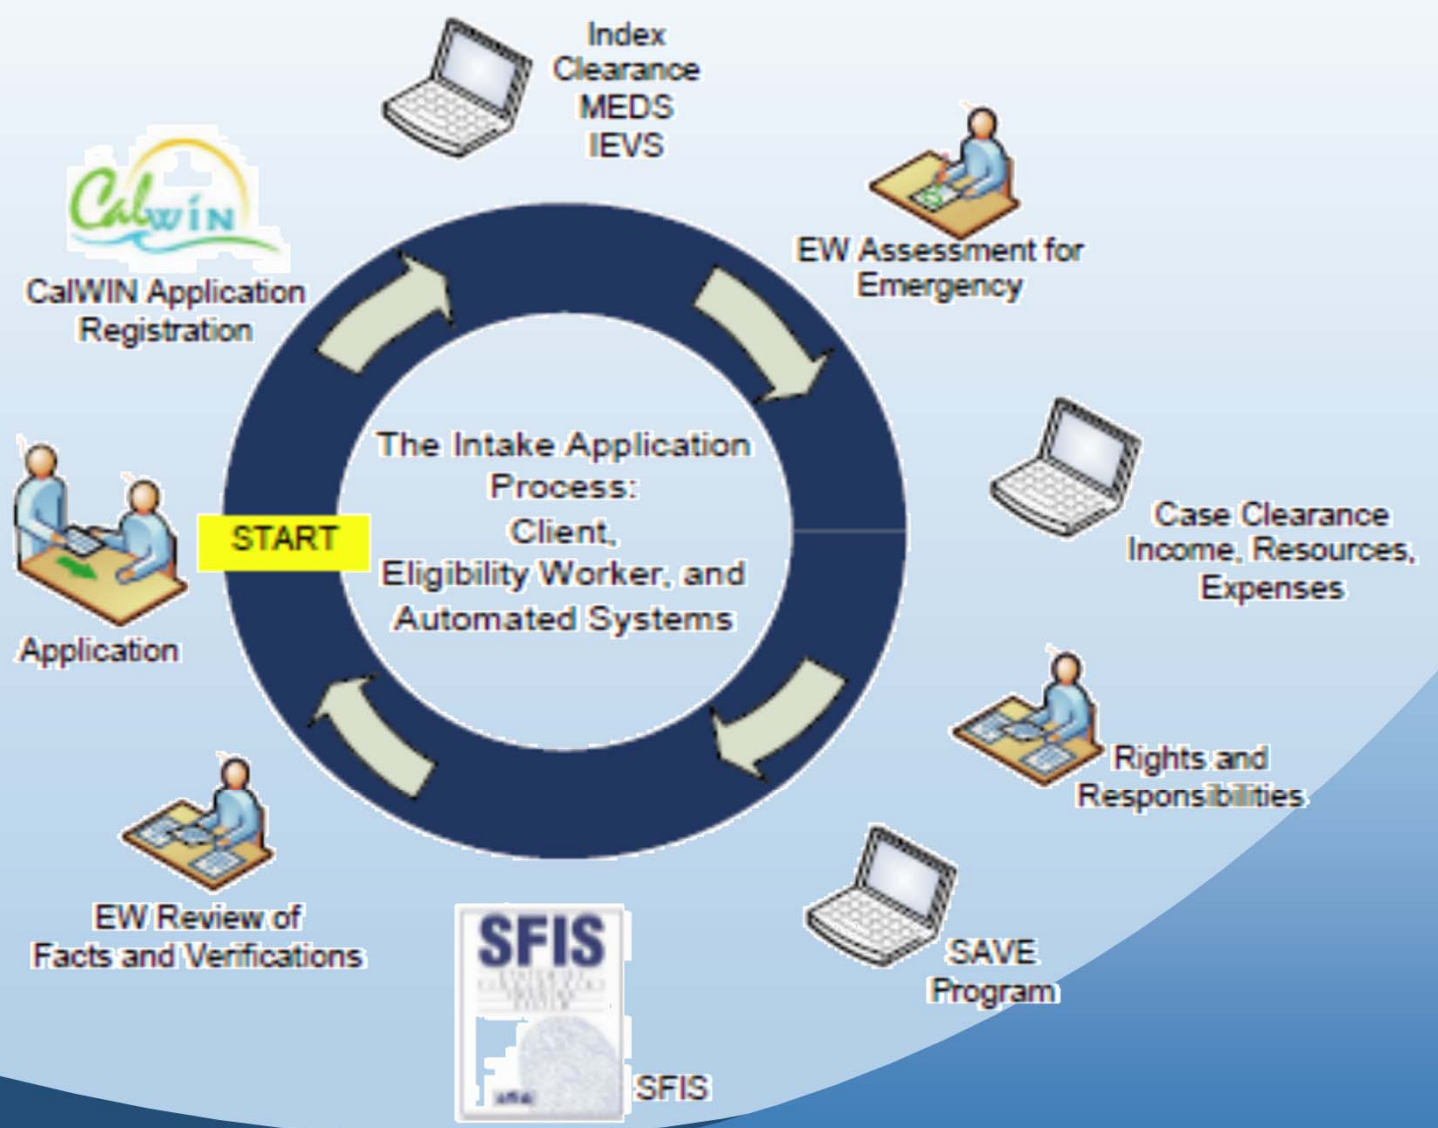 Index
Clearance
MEDS
IEVS
CalWIN
CalWIN Application
Registration
EW Assessment for
Emergency
The Intake Application
Process:
Client,
Eligibility Worker, and
Automated Systems
START
Application
Case Clearance
Income, Resources,
Expenses
Rights and
Responsibilities
SAVE
Program
SFIS
SFIS
EW Review of
Facts and Verifications